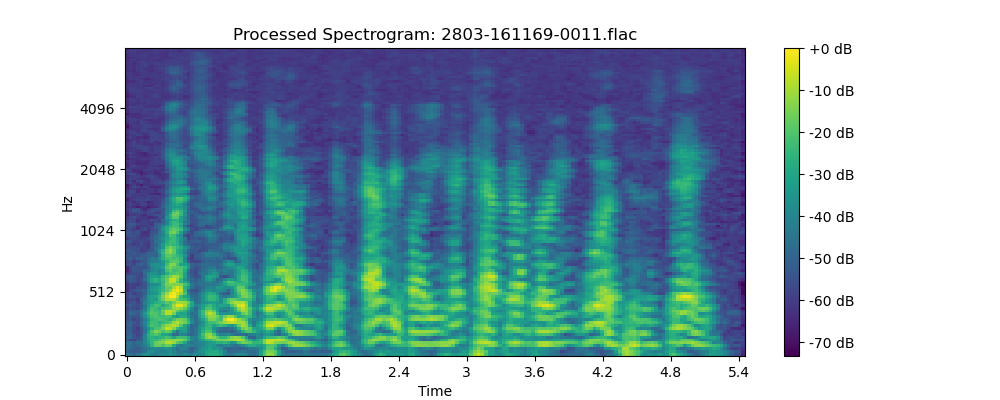 Processed Spectrogram: 2803-161169-0011.flac
Hz
4096
2048
1024
512
0
0 0.6 1.2 1.8 2.4 3 3.6 4.2 4.8 5.4
Time
+0 dB
-10 dB
-20 dB
-30 dB
-40 dB
-50 dB
-60 dB
-70 dB